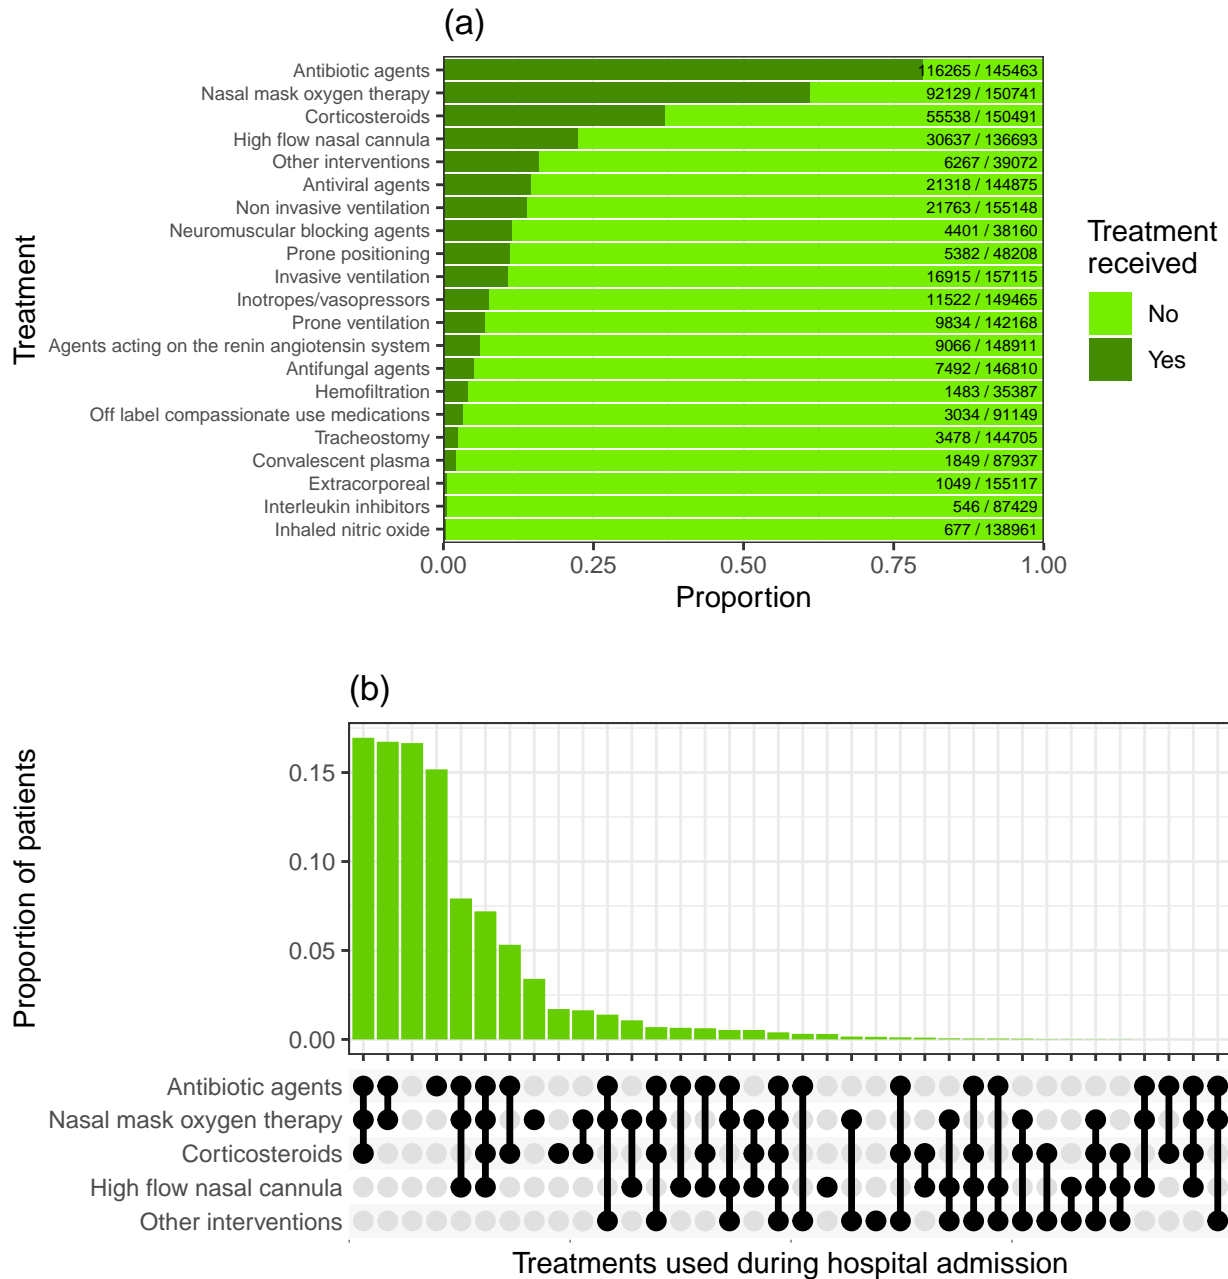 (a)
Treatment
Antibiotic agents 116265 / 145463
Nasal mask oxygen therapy 92129 / 150741
Corticosteroids 55538 / 150491
High flow nasal cannula 30637 / 136693
Other interventions 6267 / 39072
Antiviral agents 21318 / 144875
Non invasive ventilation 21763 / 155148
Neuromuscular blocking agents 4401 / 38160
Prone positioning 5382 / 48208
Invasive ventilation 16915 / 157115
Inotropes/vasopressors 11522 / 149465
Prone ventilation 9834 / 142168
Agents acting on the renin angiotensin system 9066 / 148911
Antifungal agents 7492 / 146810
Hemofiltration 1483 / 35387
Off label compassionate use medications 3034 / 91149
Tracheostomy 3478 / 144705
Convalescent plasma 1849 / 87937
Extracorporeal 1049 / 155117
Interleukin inhibitors 546 / 87429
Inhaled nitric oxide 677 / 138961
0.00 0.25 0.50 0.75 1.00
Proportion
Treatment
received
No
Yes
(b)
Proportion of patients
0.15
0.10
0.05
0.00
Antibiotic agents
Nasal mask oxygen therapy
Corticosteroids
High flow nasal cannula
Other interventions
Treatments used during hospital admission